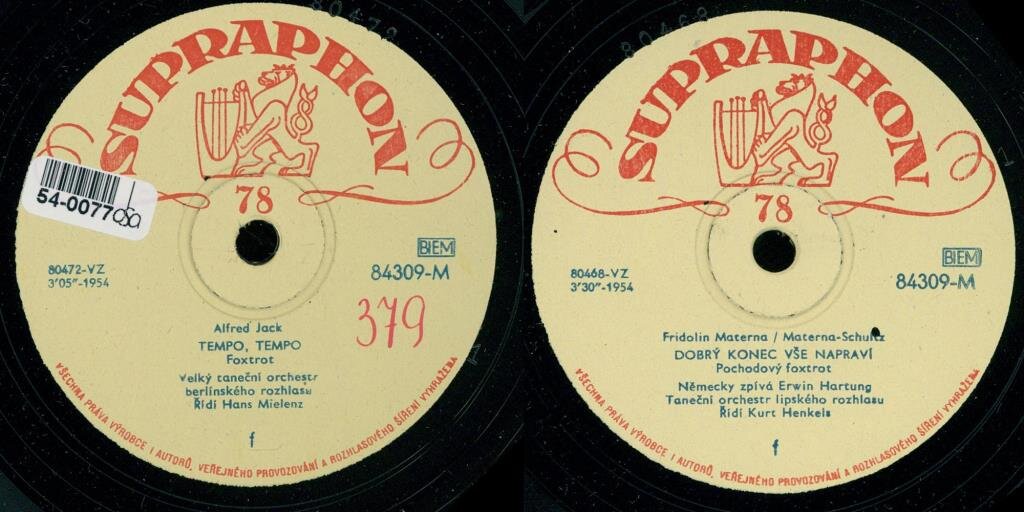 80472
SUPRAPHON
78
54-0077080
BIEM
80472-VZ
84309-M
3'05"-1954
379
Alfred Jack
TEMPO, TEMPO
Foxtrot
Velký taneční orchestr
berlínského rozhlasu
Řídí Hans Mielenz
f
VŠECHNA PRÁVA VÝROBCE I AUTORŮ, VEŘEJNÉHO PROVOZOVÁNÍ A ROZHLASOVÉHO ŠÍŘENÍ VYHRAŽENA
80468
SUPRAPHON
78
BIEM
80468-VZ
84309-M
3'30"-1954
Fridolin Materna / Materna-Schultz
DOBRÝ KONEC VŠE NAPRAVÍ
Pochodový foxtrot
Německy zpívá Erwin Hartung
Taneční orchestr lipského rozhlasu
Řídí Kurt Henkels
f
VŠECHNA PRÁVA VÝROBCE I AUTORŮ, VEŘEJNÉHO PROVOZOVÁNÍ A ROZHLASOVÉHO ŠÍŘENÍ VYHRAŽENA